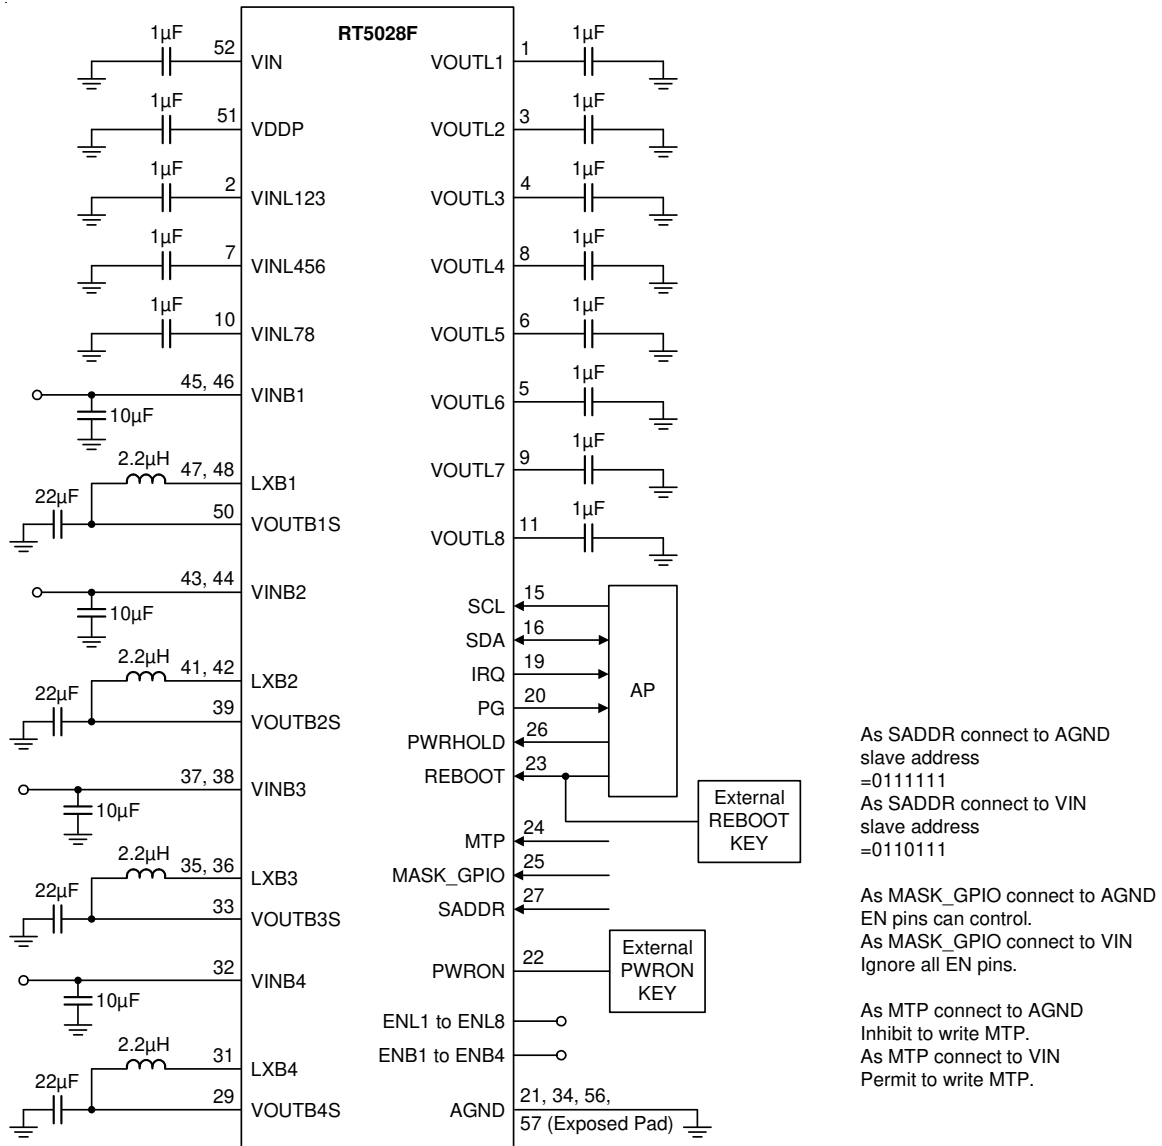 RT5028F
1µF
52
VIN
1µF
51
VDDP
1µF
2
VINL123
1µF
7
VINL456
1µF
10
VINL78
45, 46
VINB1
10µF
2.2µH
47, 48
LXB1
22µF
50
VOUTB1S
43, 44
VINB2
10µF
2.2µH
41, 42
LXB2
22µF
39
VOUTB2S
37, 38
VINB3
10µF
2.2µH
35, 36
LXB3
22µF
33
VOUTB3S
32
VINB4
10µF
2.2µH
31
LXB4
22µF
29
VOUTB4S
VOUTL1
1
1µF
VOUTL2
3
1µF
VOUTL3
4
1µF
VOUTL4
8
1µF
VOUTL5
6
1µF
VOUTL6
5
1µF
VOUTL7
9
1µF
VOUTL8
11
1µF
SCL
15
SDA
16
IRQ
19
PG
20
PWRHOLD
26
REBOOT
23
AP
External
REBOOT
KEY
MTP
24
MASK_GPIO
25
SADDR
27
PWRON
22
External
PWRON
KEY
ENL1 to ENL8
ENB1 to ENB4
AGND
21, 34, 56,
57 (Exposed Pad)
As SADDR connect to AGND
slave address
=0111111
As SADDR connect to VIN
slave address
=0110111
As MASK_GPIO connect to AGND
EN pins can control.
As MASK_GPIO connect to VIN
Ignore all EN pins.
As MTP connect to AGND
Inhibit to write MTP.
As MTP connect to VIN
Permit to write MTP.